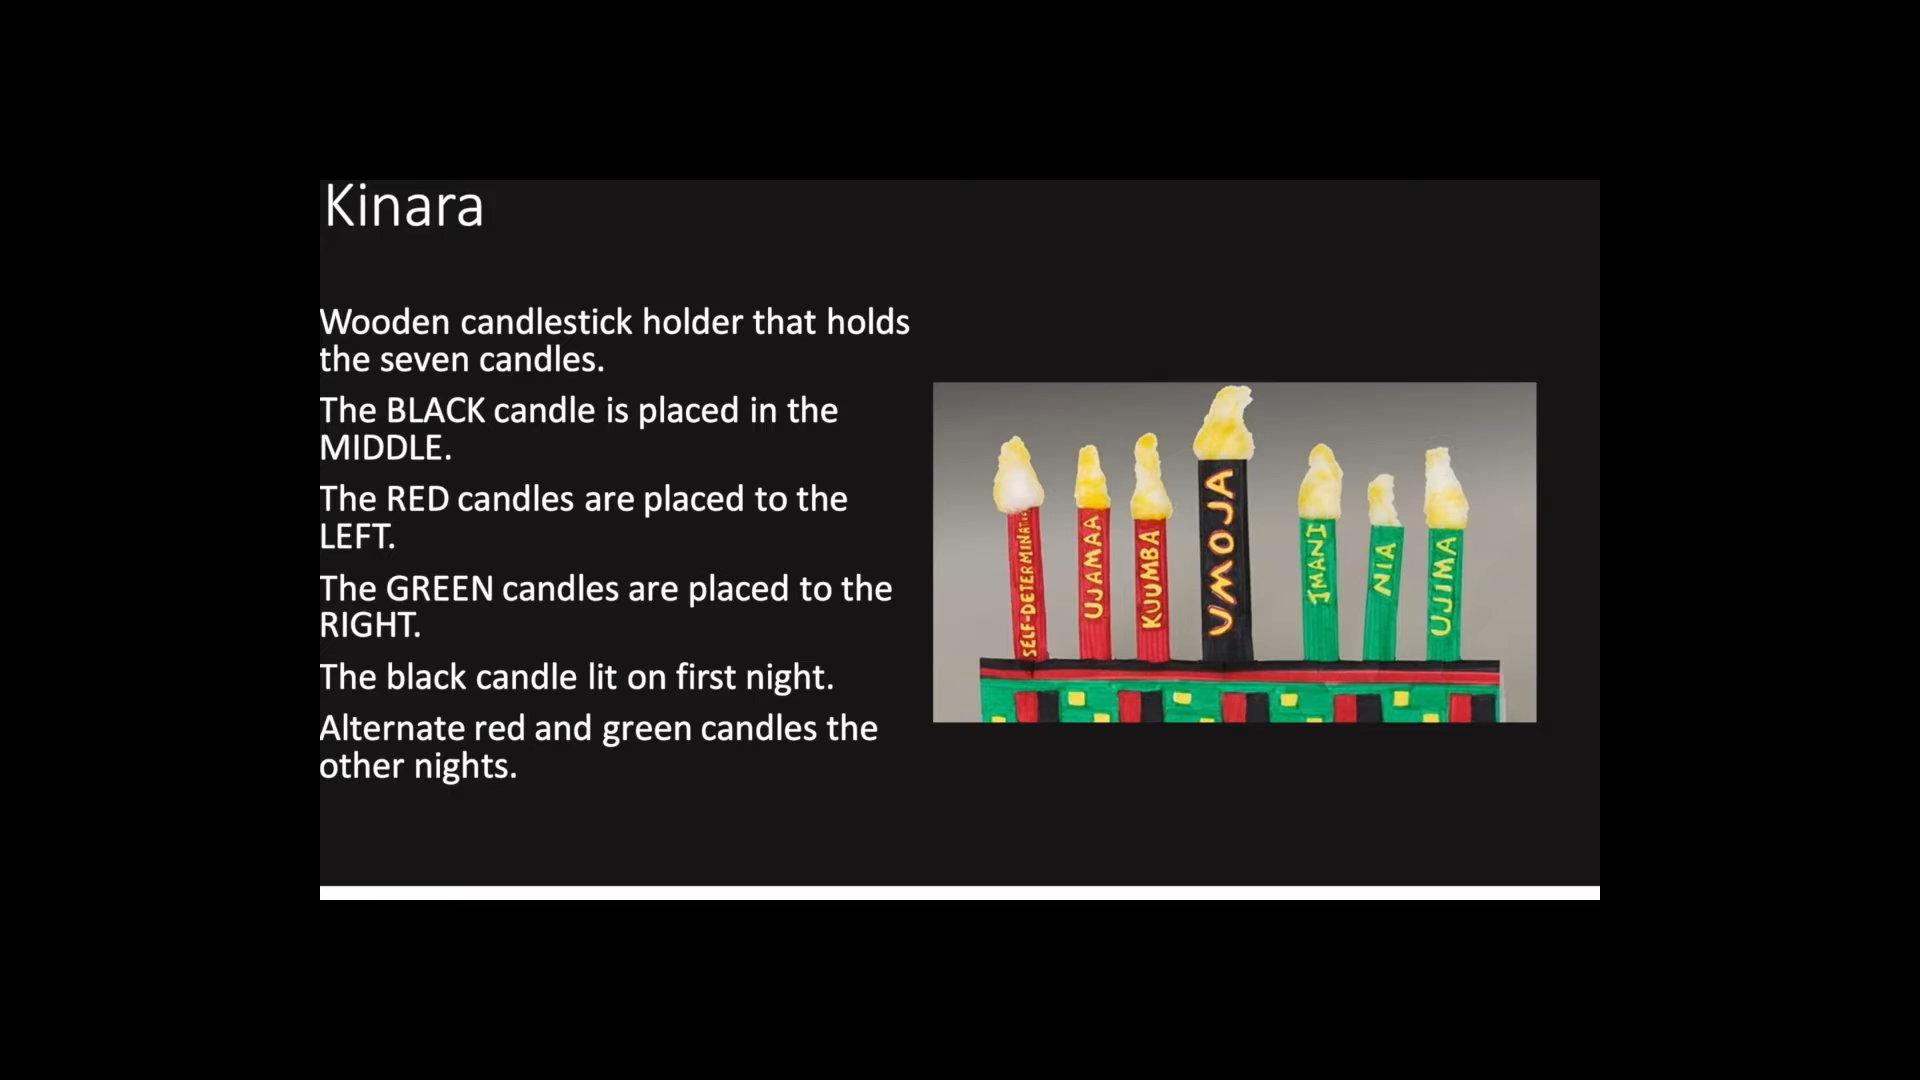 Kinara
Wooden candlestick holder that holds
the seven candles.
The BLACK candle is placed in the
MIDDLE.
The RED candles are placed to the
LEFT.
The GREEN candles are placed to the
RIGHT.
The black candle lit on first night.
Alternate red and green candles the
other nights.
SELF-DETERMINATI
UJAMAA
KUUMBA
UMOJA
IMANI
NIA
UJIMA